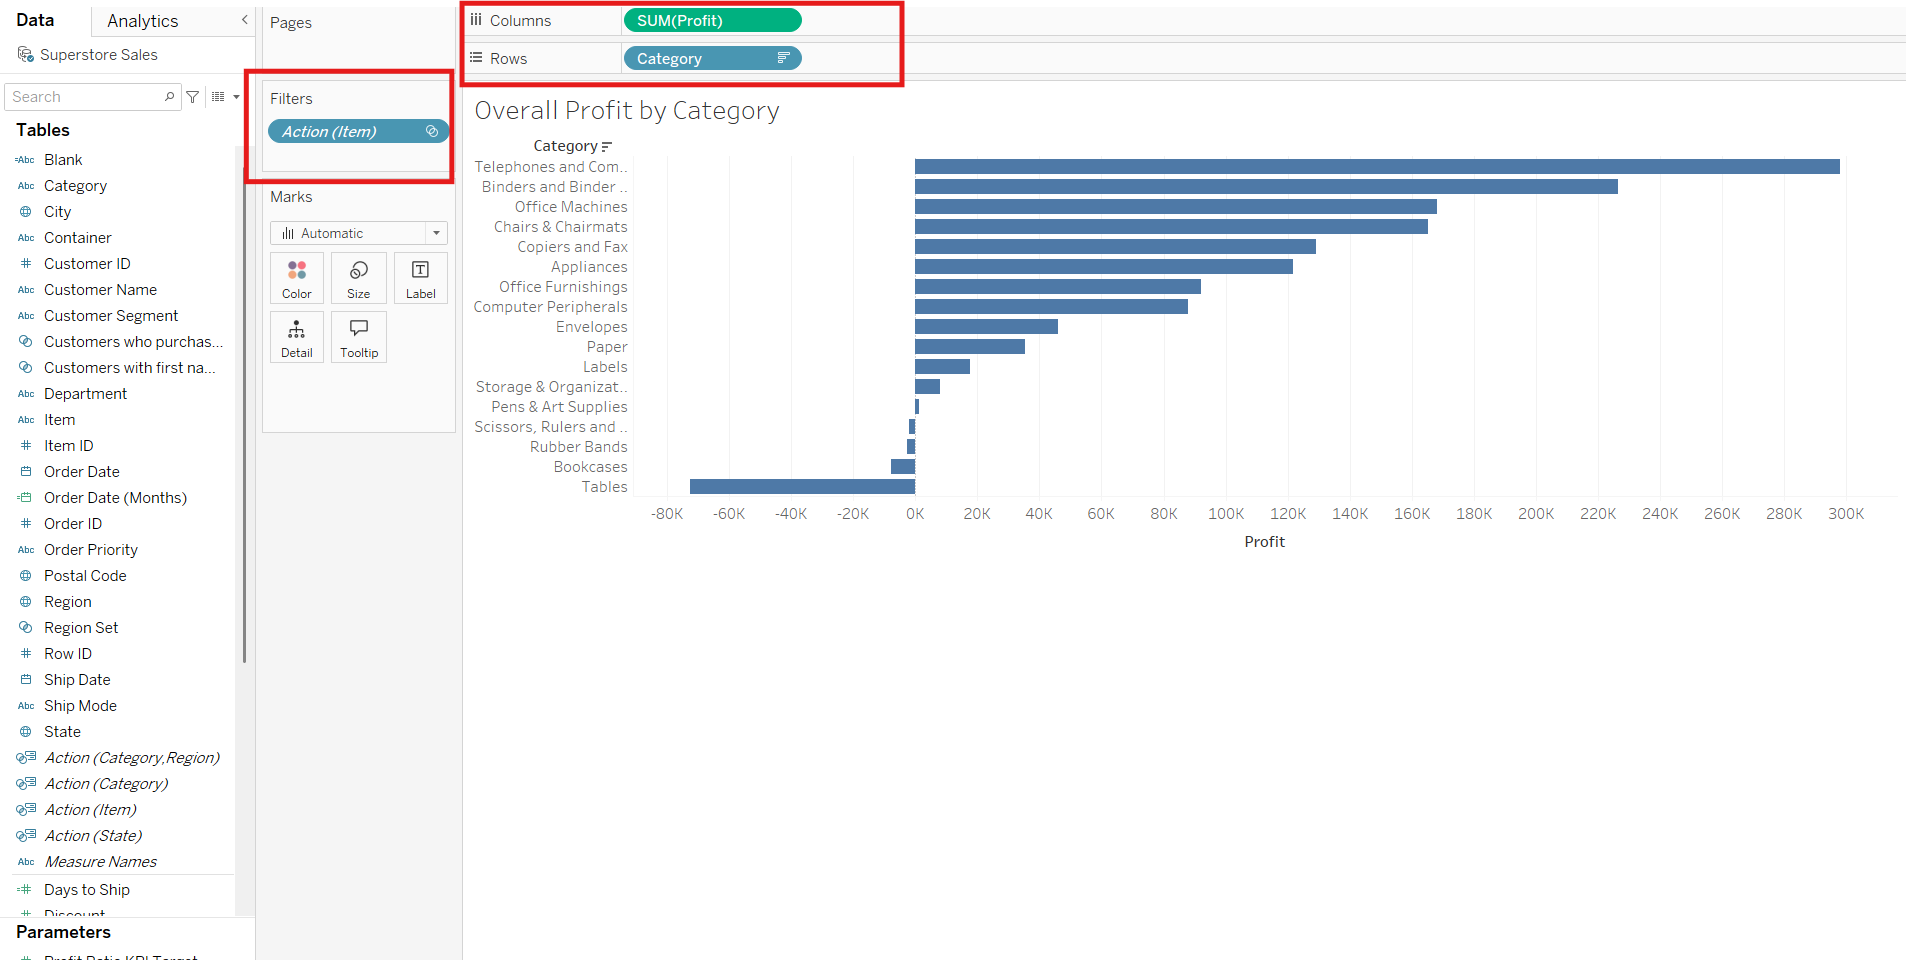 Data
Analytics
Superstore Sales
Search
Tables
Abc Blank
Abc Category
City
Abc Container
# Customer ID
Abc Customer Name
Abc Customer Segment
Customers who purchas...
Customers with first na...
Abc Department
Abc Item
# Item ID
Order Date
Order Date (Months)
# Order ID
Abc Order Priority
Postal Code
Region
Region Set
# Row ID
Ship Date
Abc Ship Mode
State
Action (Category,Region)
Action (Category)
Action (Item)
Action (State)
Abc Measure Names
# Days to Ship
# Discount
Parameters
# Profit Ratio KPI Target
Pages
Filters
Action (Item)
Marks
Automatic
Color Size Label
Detail Tooltip
Columns SUM(Profit)
Rows Category
Overall Profit by Category
Category
Telephones and Com..
Binders and Binder ..
Office Machines
Chairs & Chairmats
Copiers and Fax
Appliances
Office Furnishings
Computer Peripherals
Envelopes
Paper
Labels
Storage & Organizat..
Pens & Art Supplies
Scissors, Rulers and ..
Rubber Bands
Bookcases
Tables
-80K -60K -40K -20K 0K 20K 40K 60K 80K 100K 120K 140K 160K 180K 200K 220K 240K 260K 280K 300K
Profit